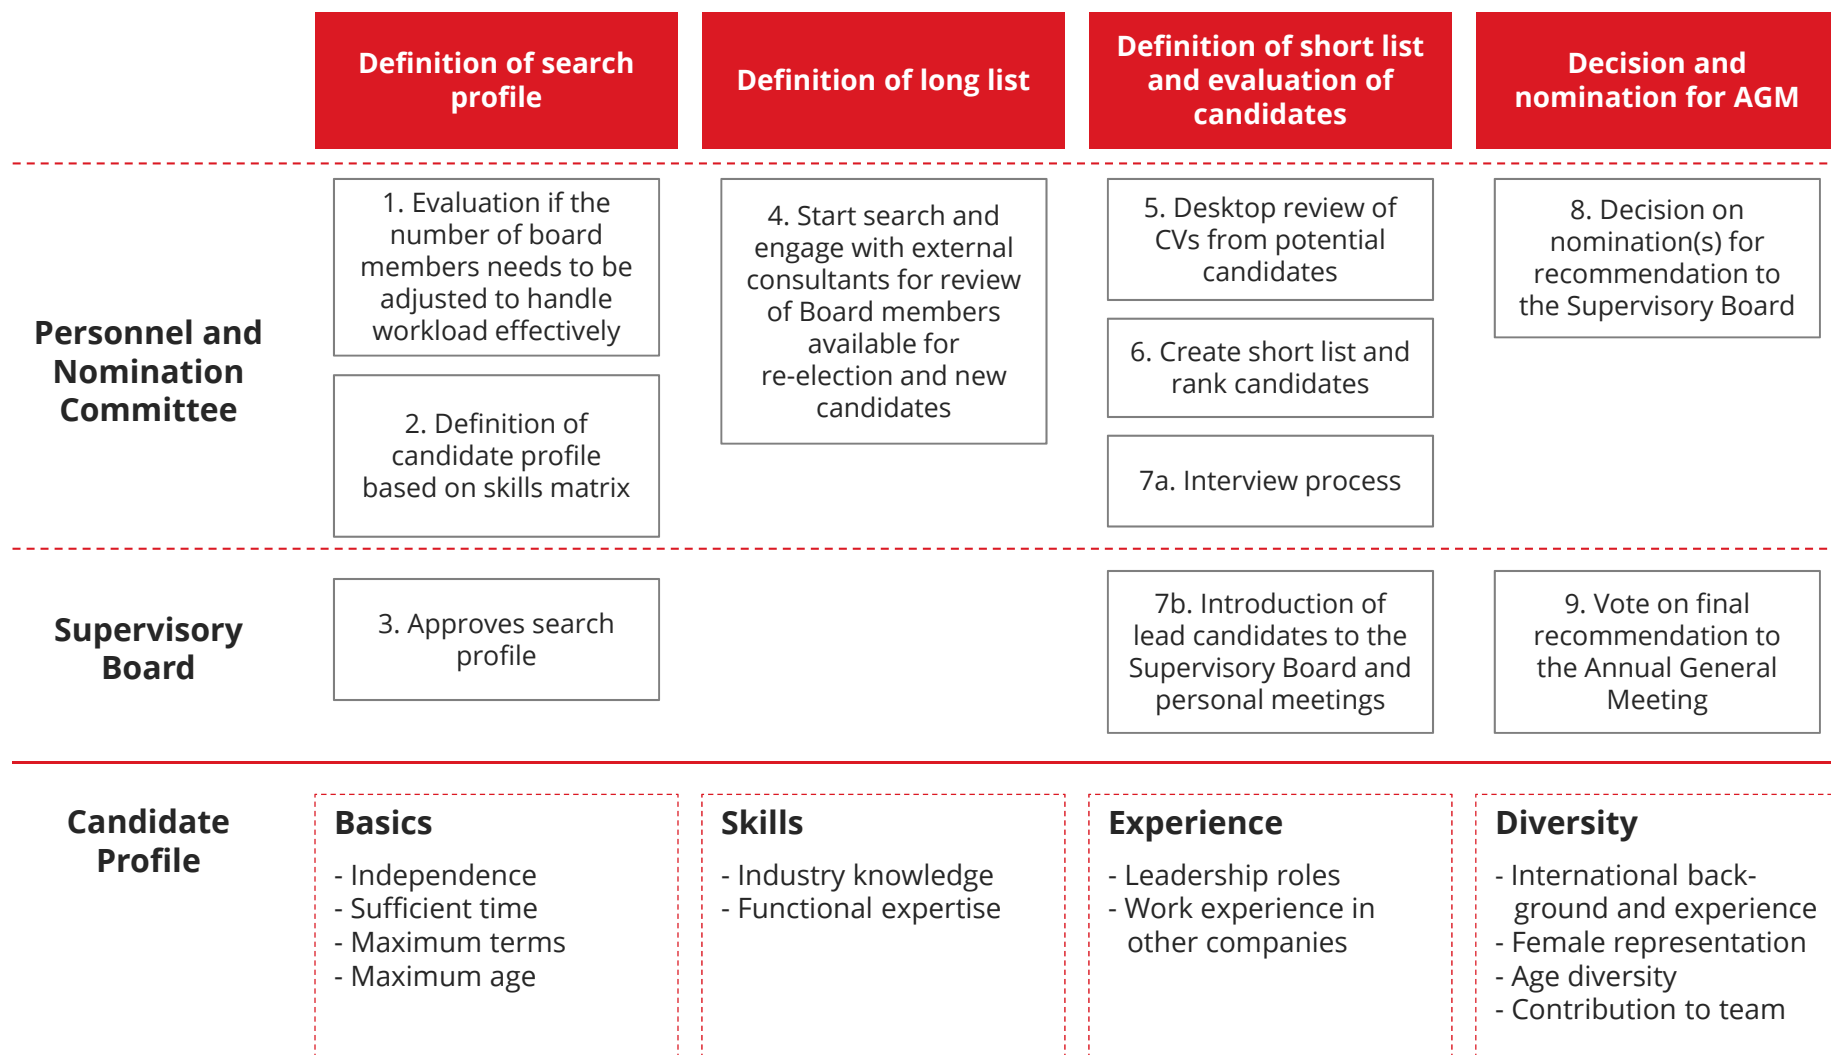 Definition of search
profile
Definition of long list
Definition of short list
and evaluation of
candidates
Decision and
nomination for AGM
Personnel and
Nomination
Committee
1. Evaluation if the
number of board
members needs to be
adjusted to handle
workload effectively
2. Definition of
candidate profile
based on skills matrix
4. Start search and
engage with external
consultants for review
of Board members
available for
re-election and new
candidates
5. Desktop review of
CVs from potential
candidates
6. Create short list and
rank candidates
7a. Interview process
8. Decision on
nomination(s) for
recommendation to
the Supervisory Board
Supervisory
Board
3. Approves search
profile
7b. Introduction of
lead candidates to the
Supervisory Board and
personal meetings
9. Vote on final
recommendation to
the Annual General
Meeting
Candidate
Profile
Basics
- Independence
- Sufficient time
- Maximum terms
- Maximum age
Skills
- Industry knowledge
- Functional expertise
Experience
- Leadership roles
- Work experience in
other companies
Diversity
- International back-
ground and experience
- Female representation
- Age diversity
- Contribution to team